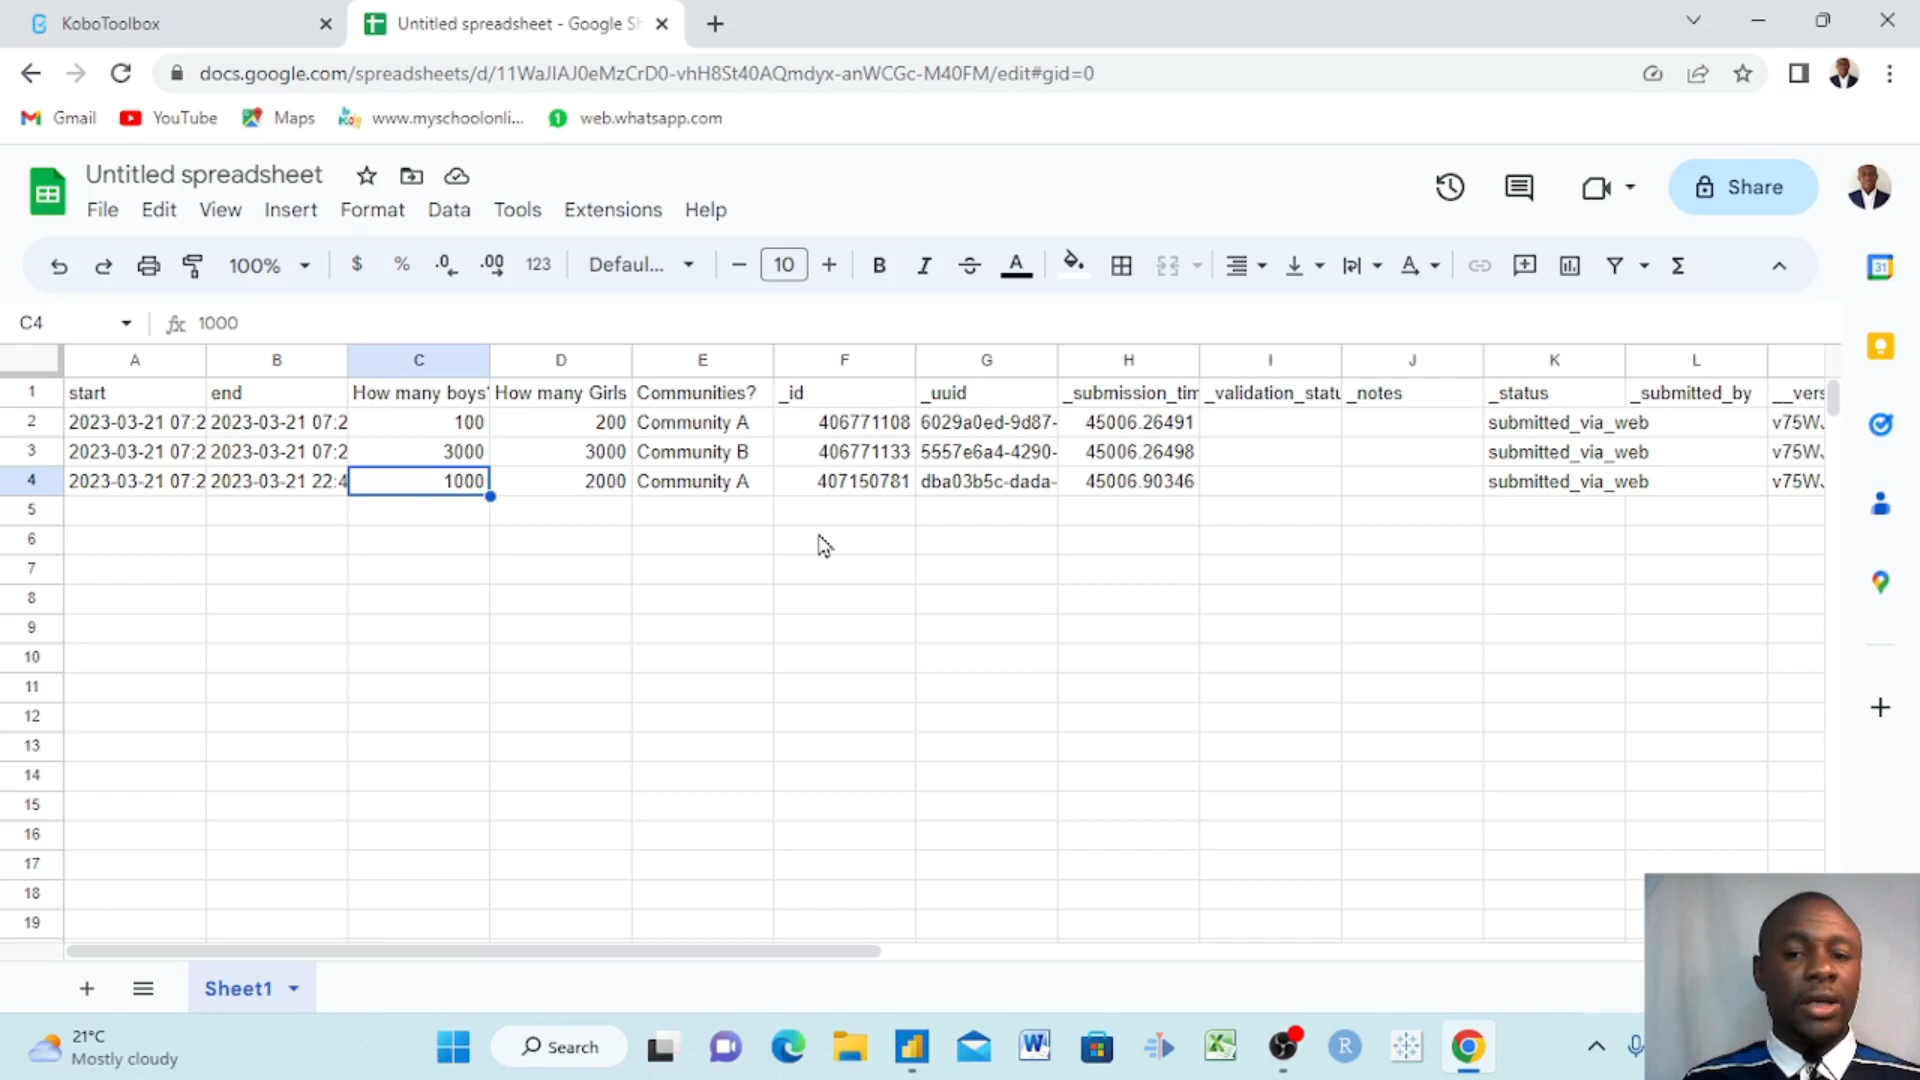 KoboToolbox
Untitled spreadsheet - Google Sh
docs.google.com/spreadsheets/d/11WaJIAJ0eMzCrD0-vhH8St40AQmdyx-anWCGc-M40FM/edit#gid=0
Gmail YouTube Maps www.myschoolonli... 1 web.whatsapp.com
Untitled spreadsheet
File Edit View Insert Format Data Tools Extensions Help
Share
100% $ % .0 .00 123 Defaul... − 10 + B I A Σ
31
C4 fx 1000
A B C D E F G H I J K L
1 start end How many boys' How many Girls Communities? _id _uuid _submission_tim _validation_statu _notes _status _submitted_by __vers
2 2023-03-21 07:2 2023-03-21 07:2 100 200 Community A 406771108 6029a0ed-9d87- 45006.26491 submitted_via_web v75W
3 2023-03-21 07:2 2023-03-21 07:2 3000 3000 Community B 406771133 5557e6a4-4290- 45006.26498 submitted_via_web v75W
4 2023-03-21 07:2 2023-03-21 22:4 1000 2000 Community A 407150781 dba03b5c-dada- 45006.90346 submitted_via_web v75W
5
6
7
8
9
10
11
12
13
14
15
16
17
18
19
Sheet1
21°C
Mostly cloudy
Search
W
R